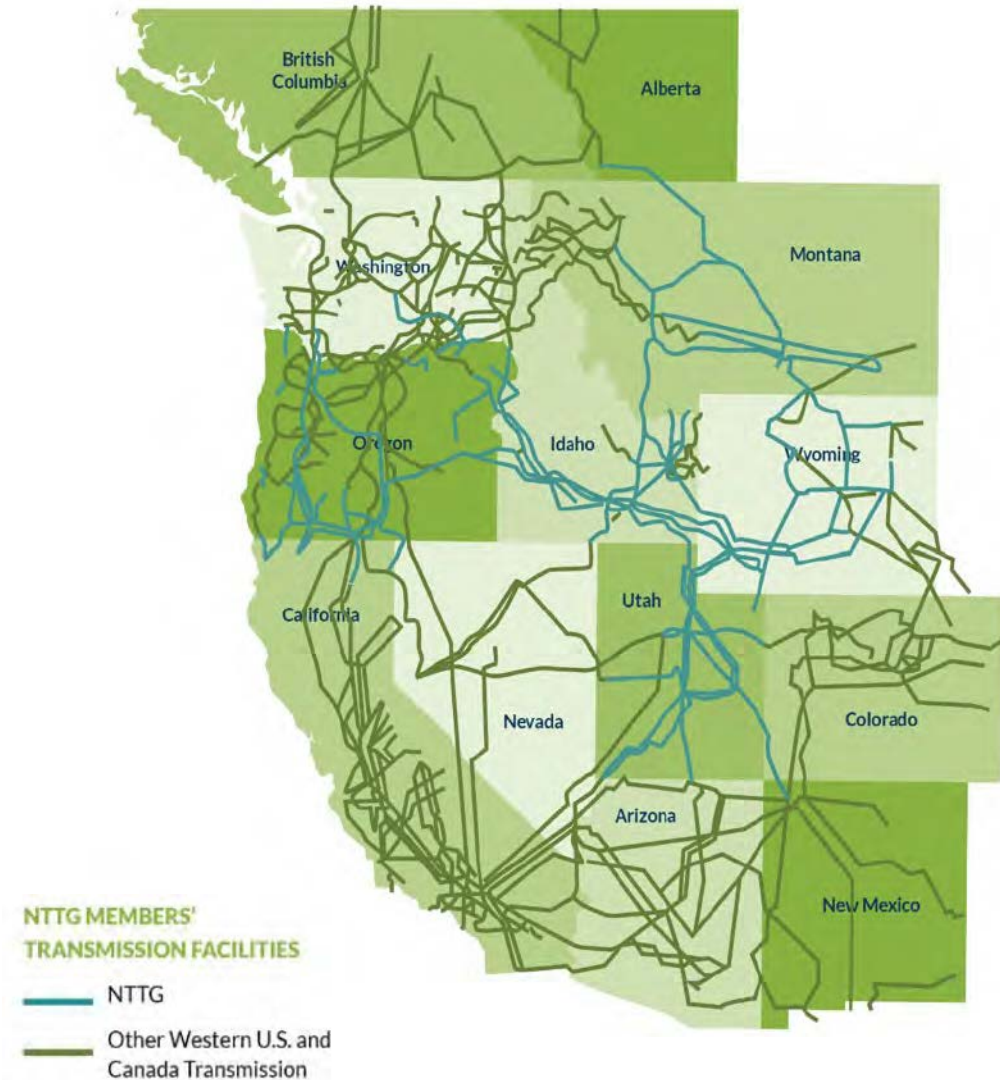 British
Columbia
Alberta
Montana
Washington
Oregon
Idaho
Wyoming
California
Utah
Nevada
Colorado
Arizona
New Mexico
NTTG MEMBERS'
TRANSMISSION FACILITIES
NTTG
Other Western U.S. and
Canada Transmission